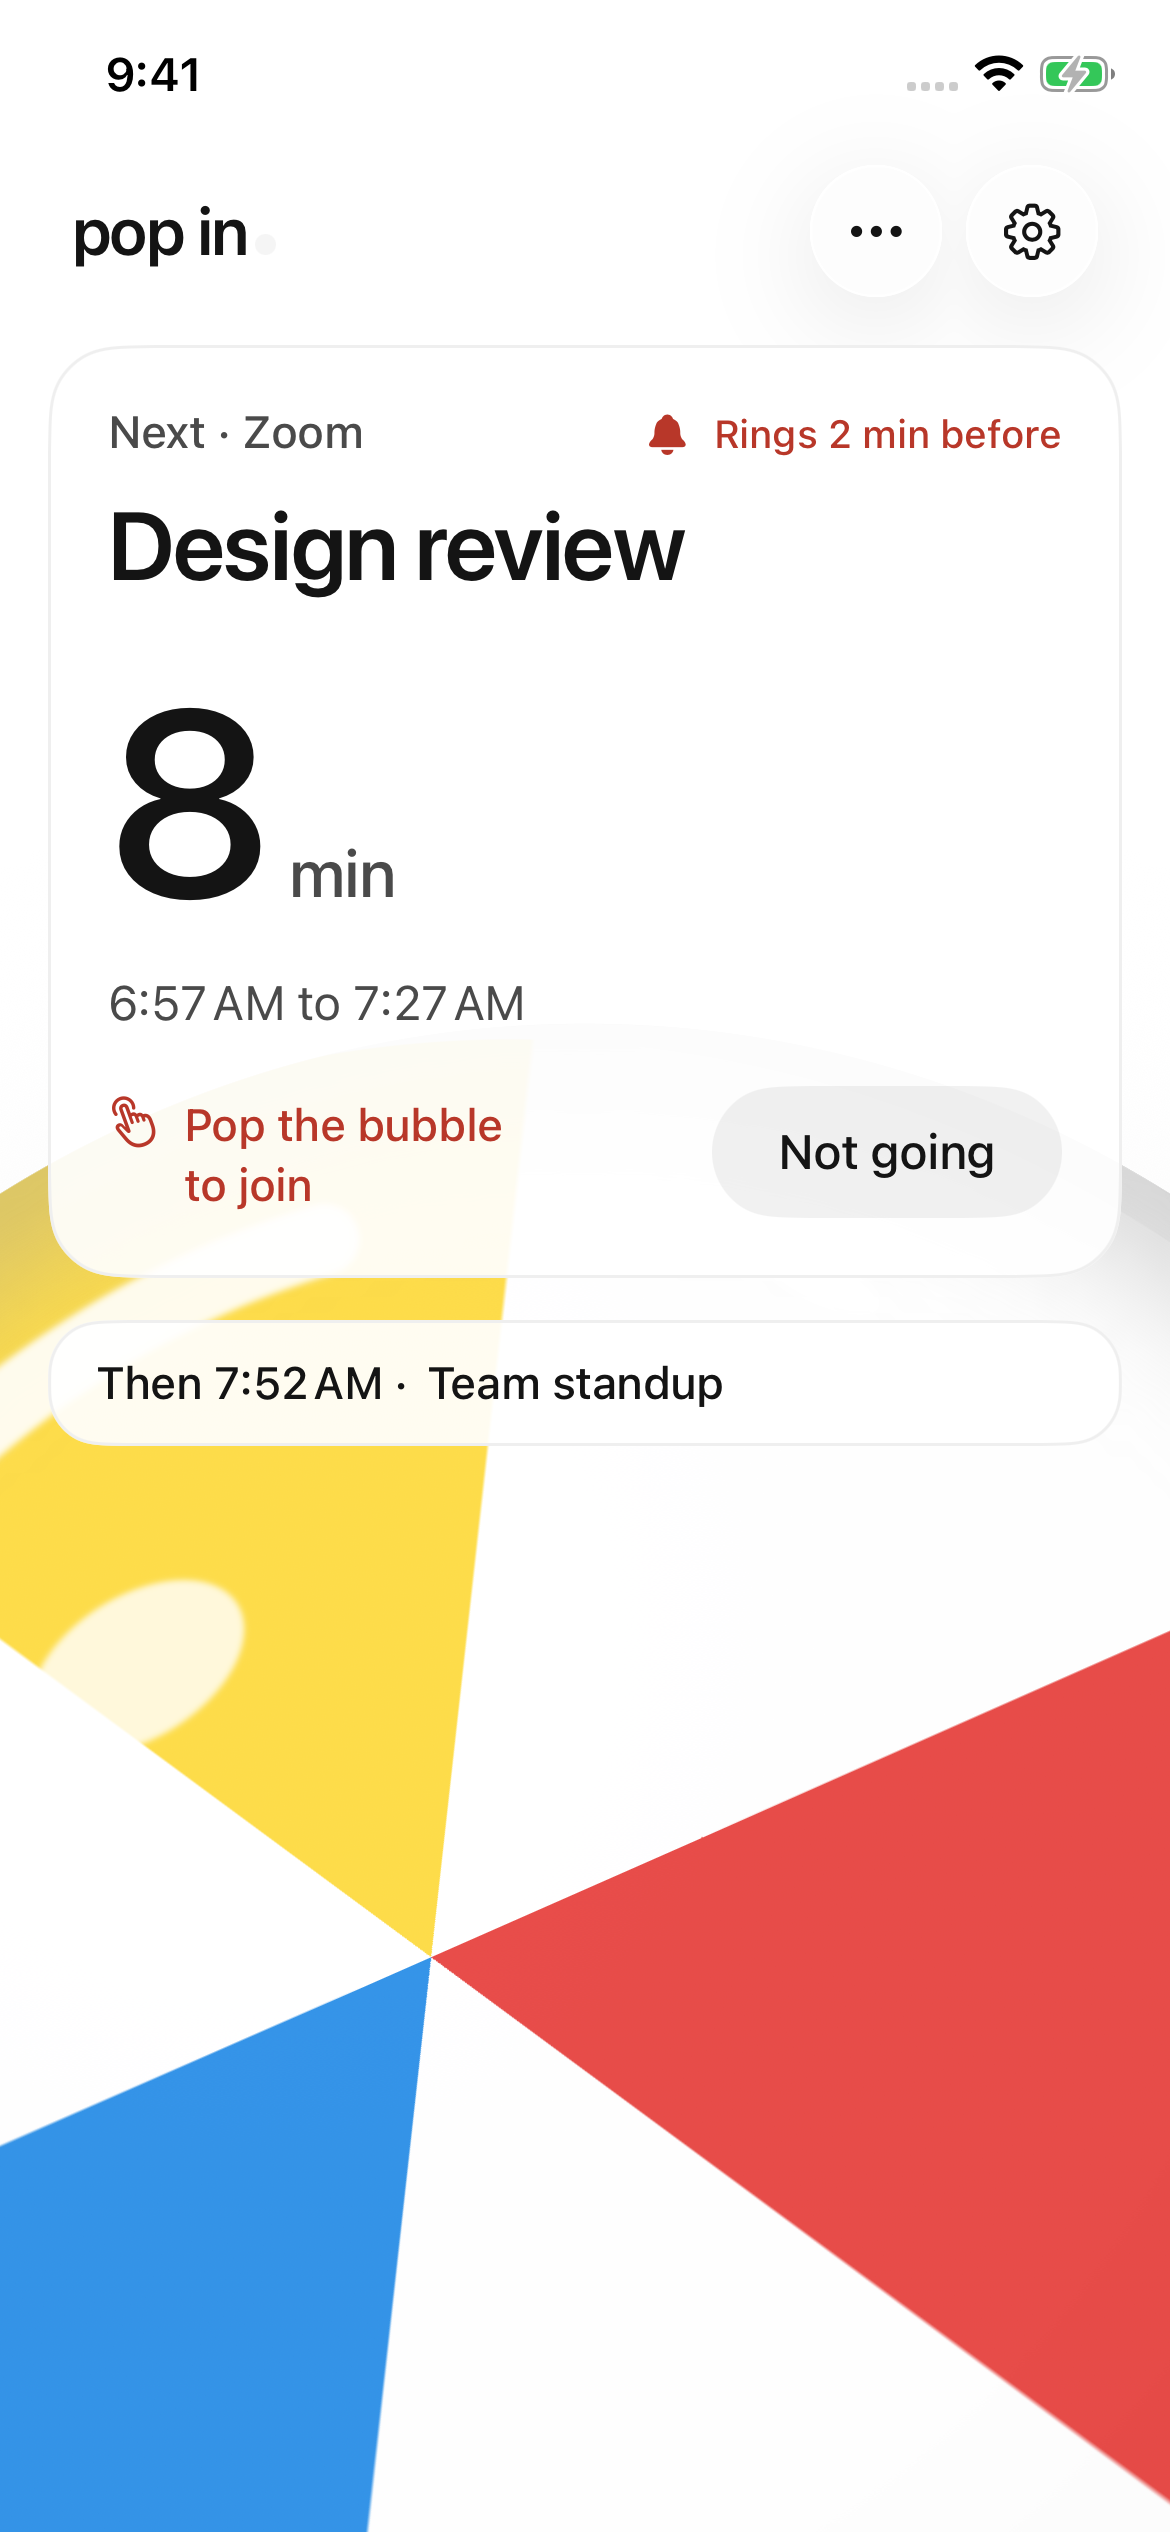 9:41
pop in
Next · Zoom
Rings 2 min before
Design review
8 min
6:57 AM to 7:27 AM
Pop the bubble
to join
Not going
Then 7:52 AM · Team standup